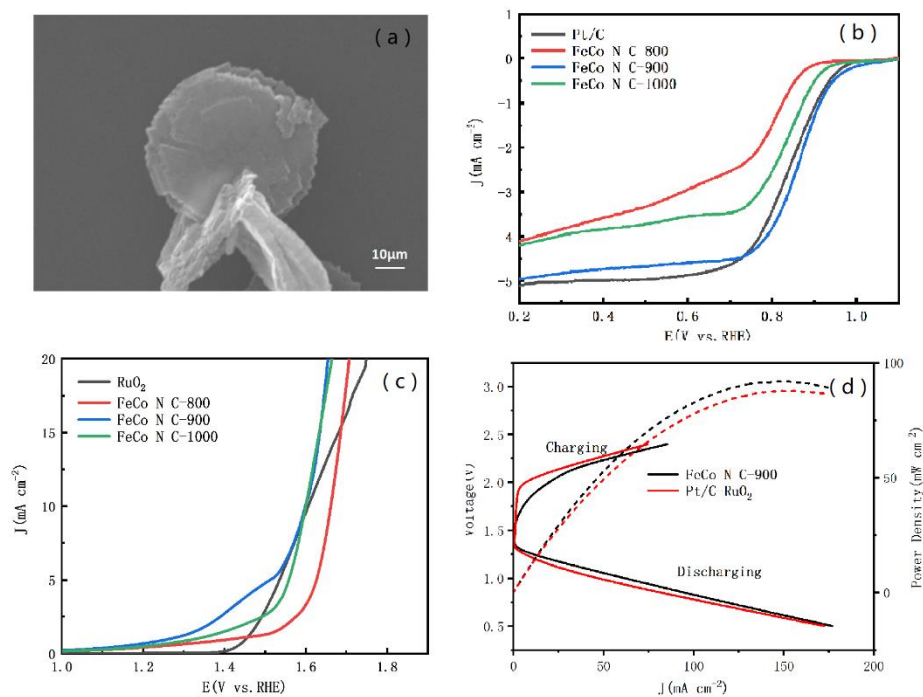 (a)
10μm
(b)
Pt/C
FeCo N C-800
FeCo N C-900
FeCo N C-1000
J(mA cm⁻²)
0
-1
-2
-3
-4
-5
0.2 0.4 0.6 0.8 1.0
E(V vs.RHE)
(c)
RuO₂
FeCo N C-800
FeCo N C-900
FeCo N C-1000
J(mA cm⁻²)
20
15
10
5
0
1.0 1.2 1.4 1.6 1.8
E(V vs.RHE)
(d)
Charging
FeCo N C-900
Pt/C RuO₂
Discharging
Voltage(v)
3.0
2.5
2.0
1.5
1.0
0.5
Power Density(mW cm⁻²)
100
50
0
0 50 100 150 200
J(mA cm⁻²)